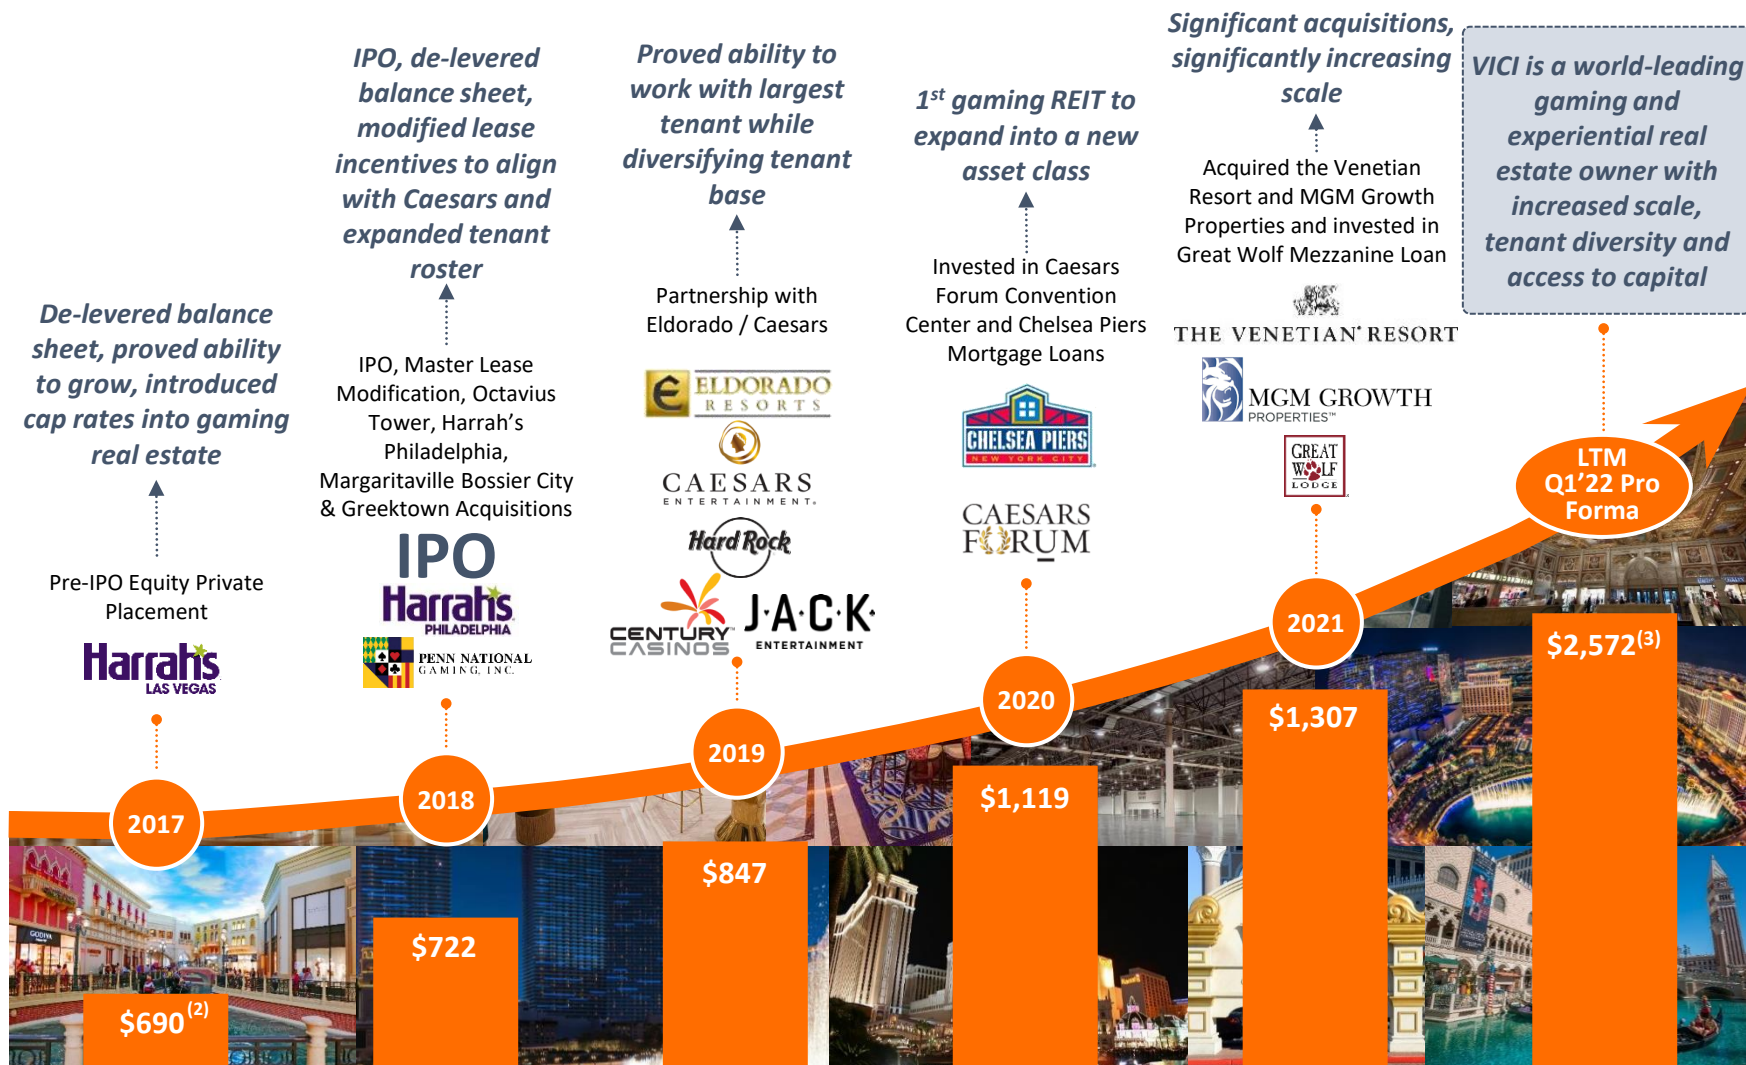 De-levered balance
sheet, proved ability
to grow, introduced
cap rates into gaming
real estate
Pre-IPO Equity Private
Placement
Harrah's
LAS VEGAS
2017
$690(2)
IPO, de-levered
balance sheet,
modified lease
incentives to align
with Caesars and
expanded tenant
roster
IPO, Master Lease
Modification, Octavius
Tower, Harrah's
Philadelphia,
Margaritaville Bossier City
& Greektown Acquisitions
IPO
Harrah's
PHILADELPHIA
PENN NATIONAL
GAMING, INC.
2018
$722
Proved ability to
work with largest
tenant while
diversifying tenant
base
Partnership with
Eldorado / Caesars
ELDORADO
RESORTS
CAESARS
ENTERTAINMENT.
Hard Rock
CENTURY
CASINOS
J·A·C·K·
ENTERTAINMENT
2019
$847
1st gaming REIT to
expand into a new
asset class
Invested in Caesars
Forum Convention
Center and Chelsea Piers
Mortgage Loans
CHELSEA PIERS
NEW YORK CITY
CAESARS
FORUM
2020
$1,119
Significant acquisitions,
significantly increasing
scale
Acquired the Venetian
Resort and MGM Growth
Properties and invested in
Great Wolf Mezzanine Loan
THE VENETIAN® RESORT
MGM GROWTH
PROPERTIES™
GREAT
WOLF
LODGE
2021
$1,307
VICI is a world-leading
gaming and
experiential real
estate owner with
increased scale,
tenant diversity and
access to capital
LTM
Q1'22 Pro
Forma
$2,572(3)
GODIVA